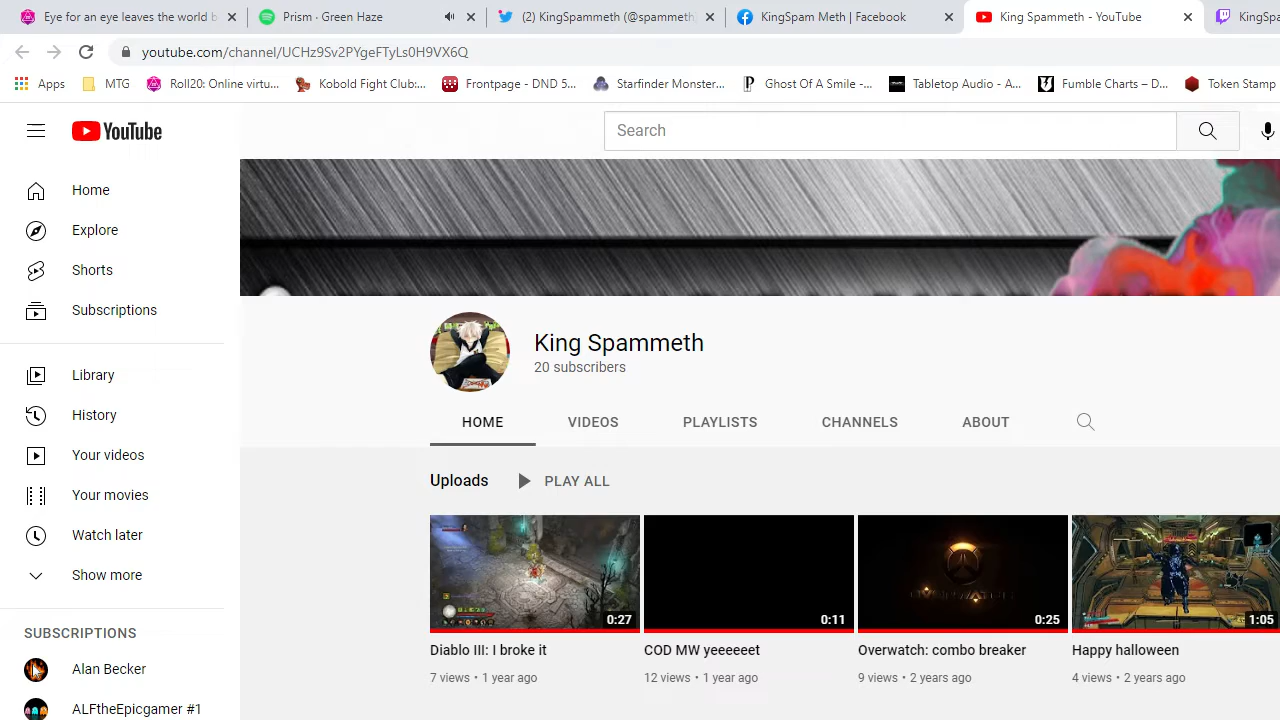 Eye for an eye leaves the world b
Prism · Green Haze
(2) KingSpammeth (@spammeth
KingSpam Meth | Facebook
King Spammeth - YouTube
KingSp
youtube.com/channel/UCHz9Sv2PYgeFTyLs0H9VX6Q
Apps
MTG
Roll20: Online virtu...
Kobold Fight Club:...
Frontpage - DND 5...
Starfinder Monster...
Ghost Of A Smile -...
Tabletop Audio - A...
Fumble Charts – D...
Token Stamp
YouTube
Search
Home
Explore
Shorts
Subscriptions
Library
History
Your videos
Your movies
Watch later
Show more
SUBSCRIPTIONS
Alan Becker
ALFtheEpicgamer #1
King Spammeth
20 subscribers
HOME
VIDEOS
PLAYLISTS
CHANNELS
ABOUT
Uploads
PLAY ALL
0:27
0:11
OVERWATCH
0:25
1:05
Diablo III: I broke it
COD MW yeeeeeet
Overwatch: combo breaker
Happy halloween
7 views • 1 year ago
12 views • 1 year ago
9 views • 2 years ago
4 views • 2 years ago